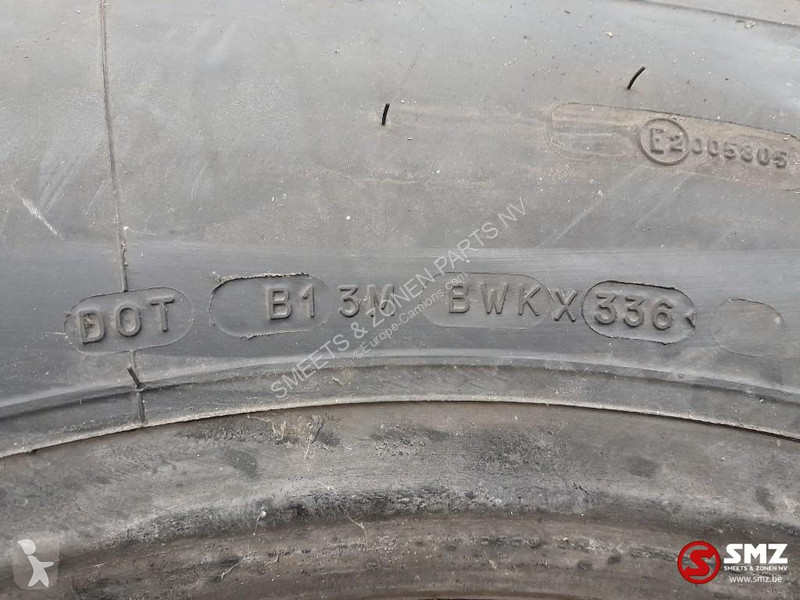 E2 005805
DOT B1 3M BWKX 336◁
SMEETS & ZONEN PARTS NV
©Europe-Camions.com
SMZ
SMEETS & ZONEN NV
www.smz.be